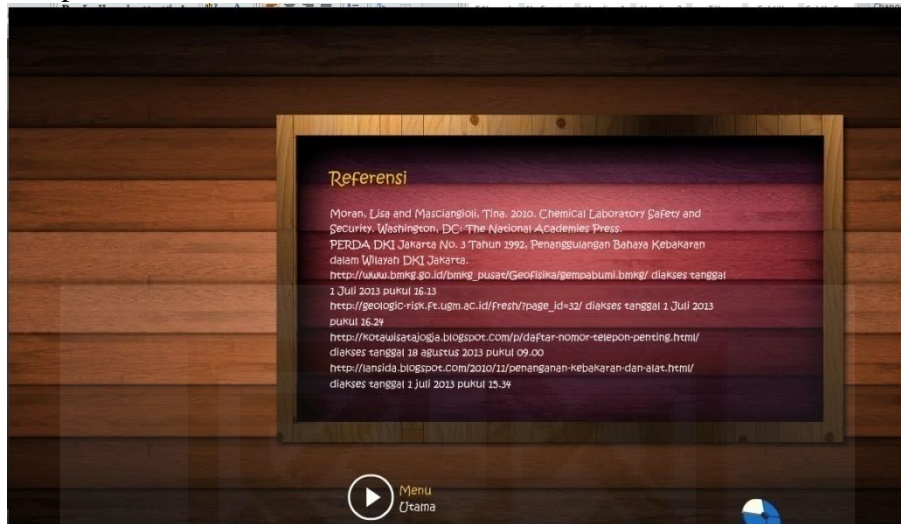 Referensi
Moran, Lisa and Masciangioli, Tina. 2010. Chemical Laboratory Safety and
Security. Washington, DC: The National Academies Press.
PERDA DKI Jakarta No. 3 Tahun 1992, Penanggulangan Bahaya Kebakaran
dalam Wilayah DKI Jakarta.
http://www.bmkg.go.id/bmkg_pusat/Geofisika/gempabumi.bmkg/ diakses tanggal
1 Juli 2013 pukul 16.13
http://geologic-risk.ft.ugm.ac.id/fresh/?page_id=32/ diakses tanggal 1 Juli 2013
pukul 16.24
http://kotawisatajogja.blogspot.com/p/daftar-nomor-telepon-penting.html/
diakses tanggal 18 agustus 2013 pukul 09.00
http://lansida.blogspot.com/2010/11/penanganan-kebakaran-dan-alat.html/
diakses tanggal 1 juli 2013 pukul 15.34
Menu
Utama